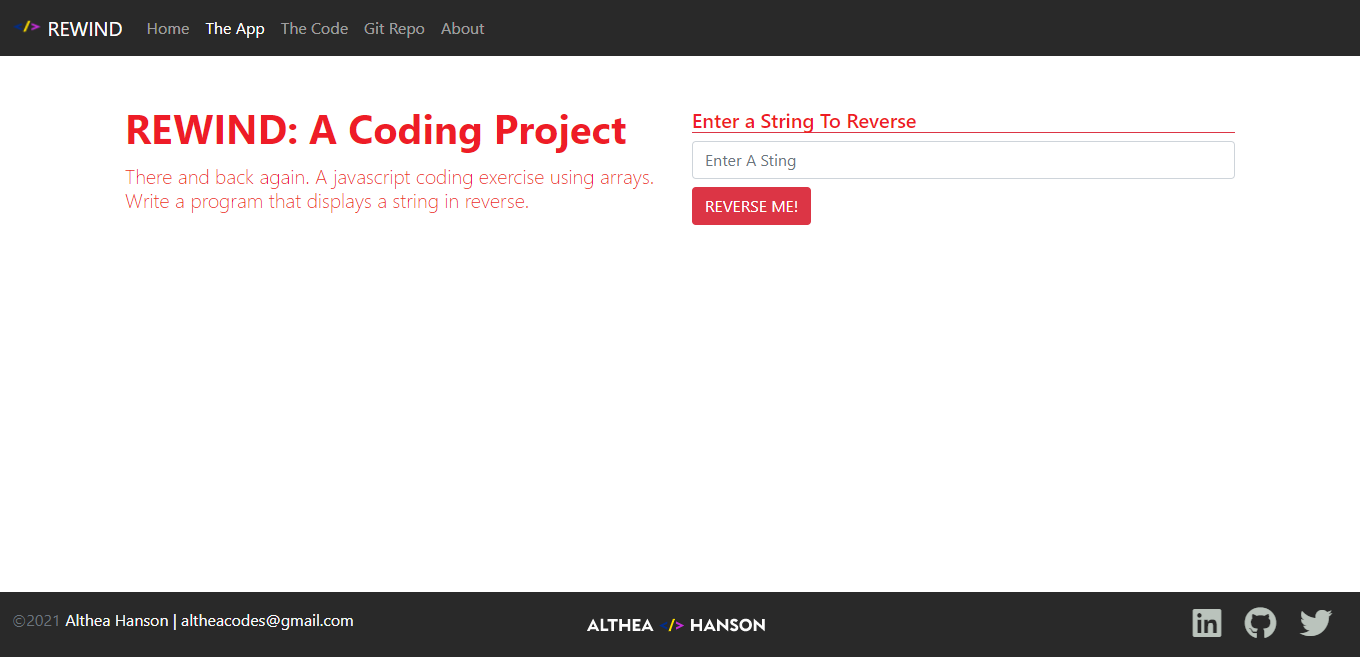 REWIND Home The App The Code Git Repo About
REWIND: A Coding Project
There and back again. A javascript coding exercise using arrays.
Write a program that displays a string in reverse.
Enter a String To Reverse
Enter A Sting
REVERSE ME!
©2021 Althea Hanson | altheacodes@gmail.com
ALTHEA /> HANSON